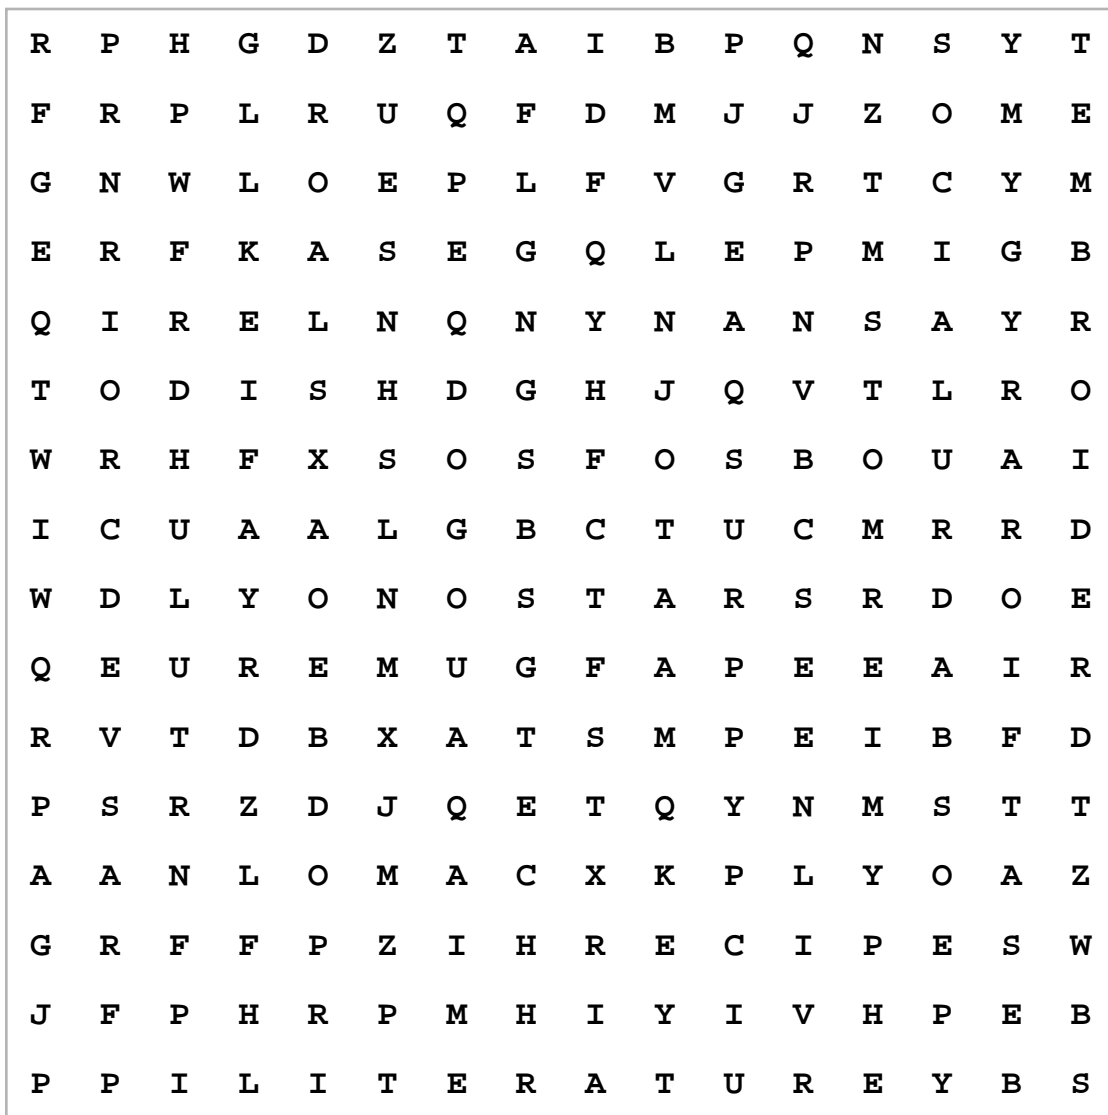 R P H G D Z T A I B P Q N S Y T
F R P L R U Q F D M J J Z O M E
G N W L O E P L F V G R T C Y M
E R F K A S E G Q L E P M I G B
Q I R E L N Q N Y N A N S A Y R
T O D I S H D G H J Q V T L R O
W R H F X S O S F O S B O U A I
I C U A A L G B C T U C M R R D
W D L Y O N O S T A R S R D O E
Q E U R E M U G F A P E E A I R
R V T D B X A T S M P E I B F D
P S R Z D J Q E T Q Y N M S T T
A A N L O M A C X K P L Y O A Z
G R F F P Z I H R E C I P E S W
J F P H R P M H I Y I V H P E B
P P I L I T E R A T U R E Y B S